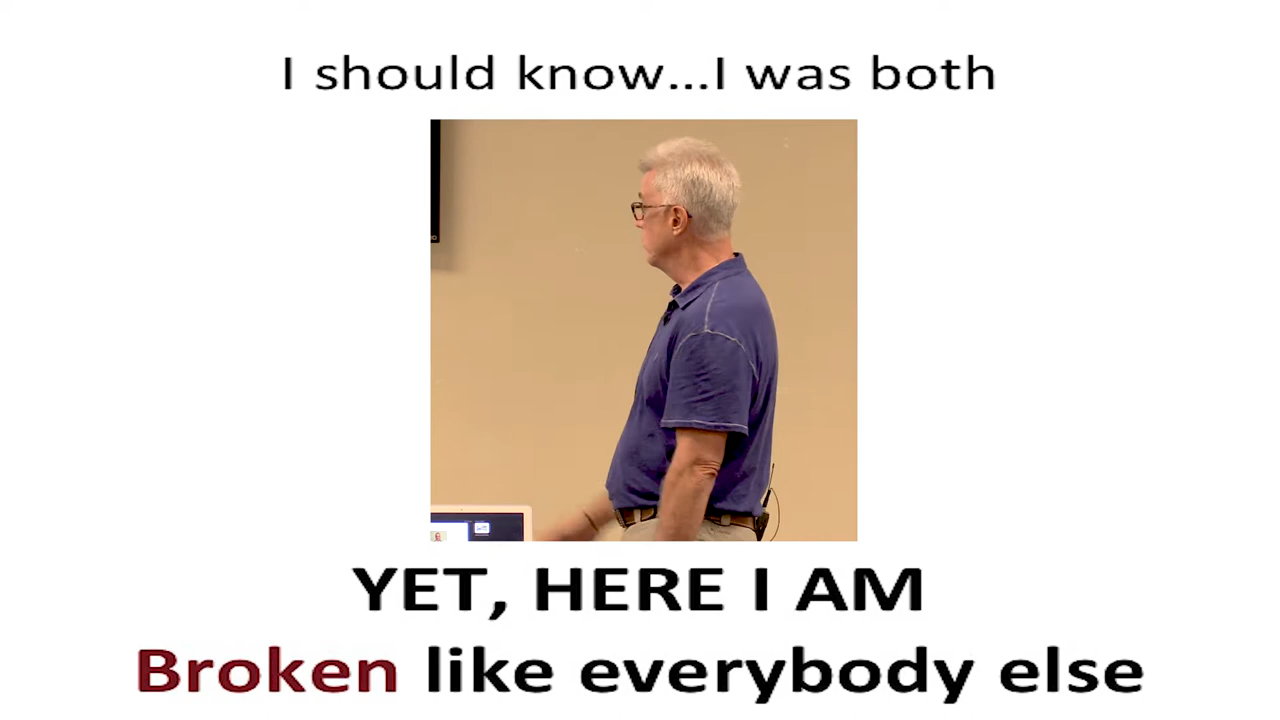 I should know...I was both
YET, HERE I AM
Broken like everybody else